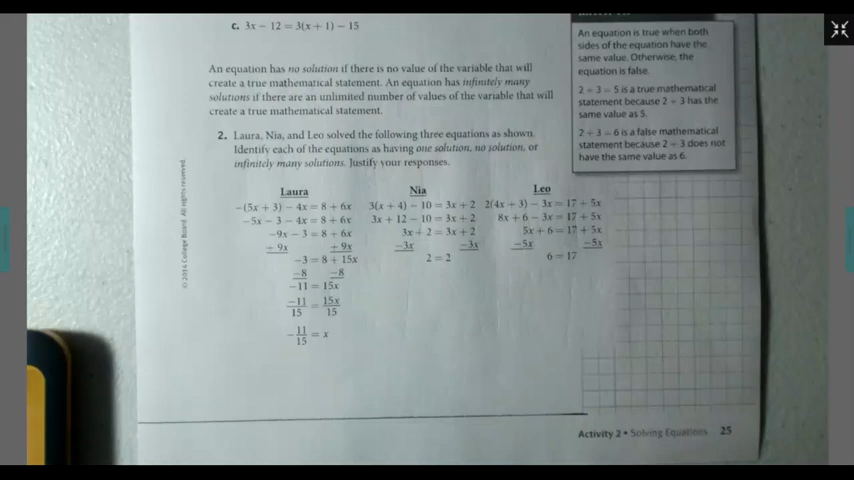 c. 3x − 12 = 3(x + 1) − 15
An equation has no solution if there is no value of the variable that will
create a true mathematical statement. An equation has infinitely many
solutions if there are an unlimited number of values of the variable that will
create a true mathematical statement.
2. Laura, Nia, and Leo solved the following three equations as shown.
Identify each of the equations as having one solution, no solution, or
infinitely many solutions. Justify your responses.
Laura
−(5x + 3) − 4x = 8 + 6x
−5x − 3 − 4x = 8 + 6x
−9x − 3 = 8 + 6x
+ 9x + 9x
−3 = 8 + 15x
−8 −8
−11 = 15x
−11/15 = 15x/15
−11/15 = x
Nia
3(x + 4) − 10 = 3x + 2
3x + 12 − 10 = 3x + 2
3x + 2 = 3x + 2
−3x −3x
2 = 2
Leo
2(4x + 3) − 3x = 17 + 5x
8x + 6 − 3x = 17 + 5x
5x + 6 = 17 + 5x
−5x −5x
6 = 17
An equation is true when both
sides of the equation have the
same value. Otherwise, the
equation is false.
2 + 3 = 5 is a true mathematical
statement because 2 + 3 has the
same value as 5.
2 + 3 = 6 is a false mathematical
statement because 2 + 3 does not
have the same value as 6.
© 2014 College Board. All rights reserved.
Activity 2 • Solving Equations 25